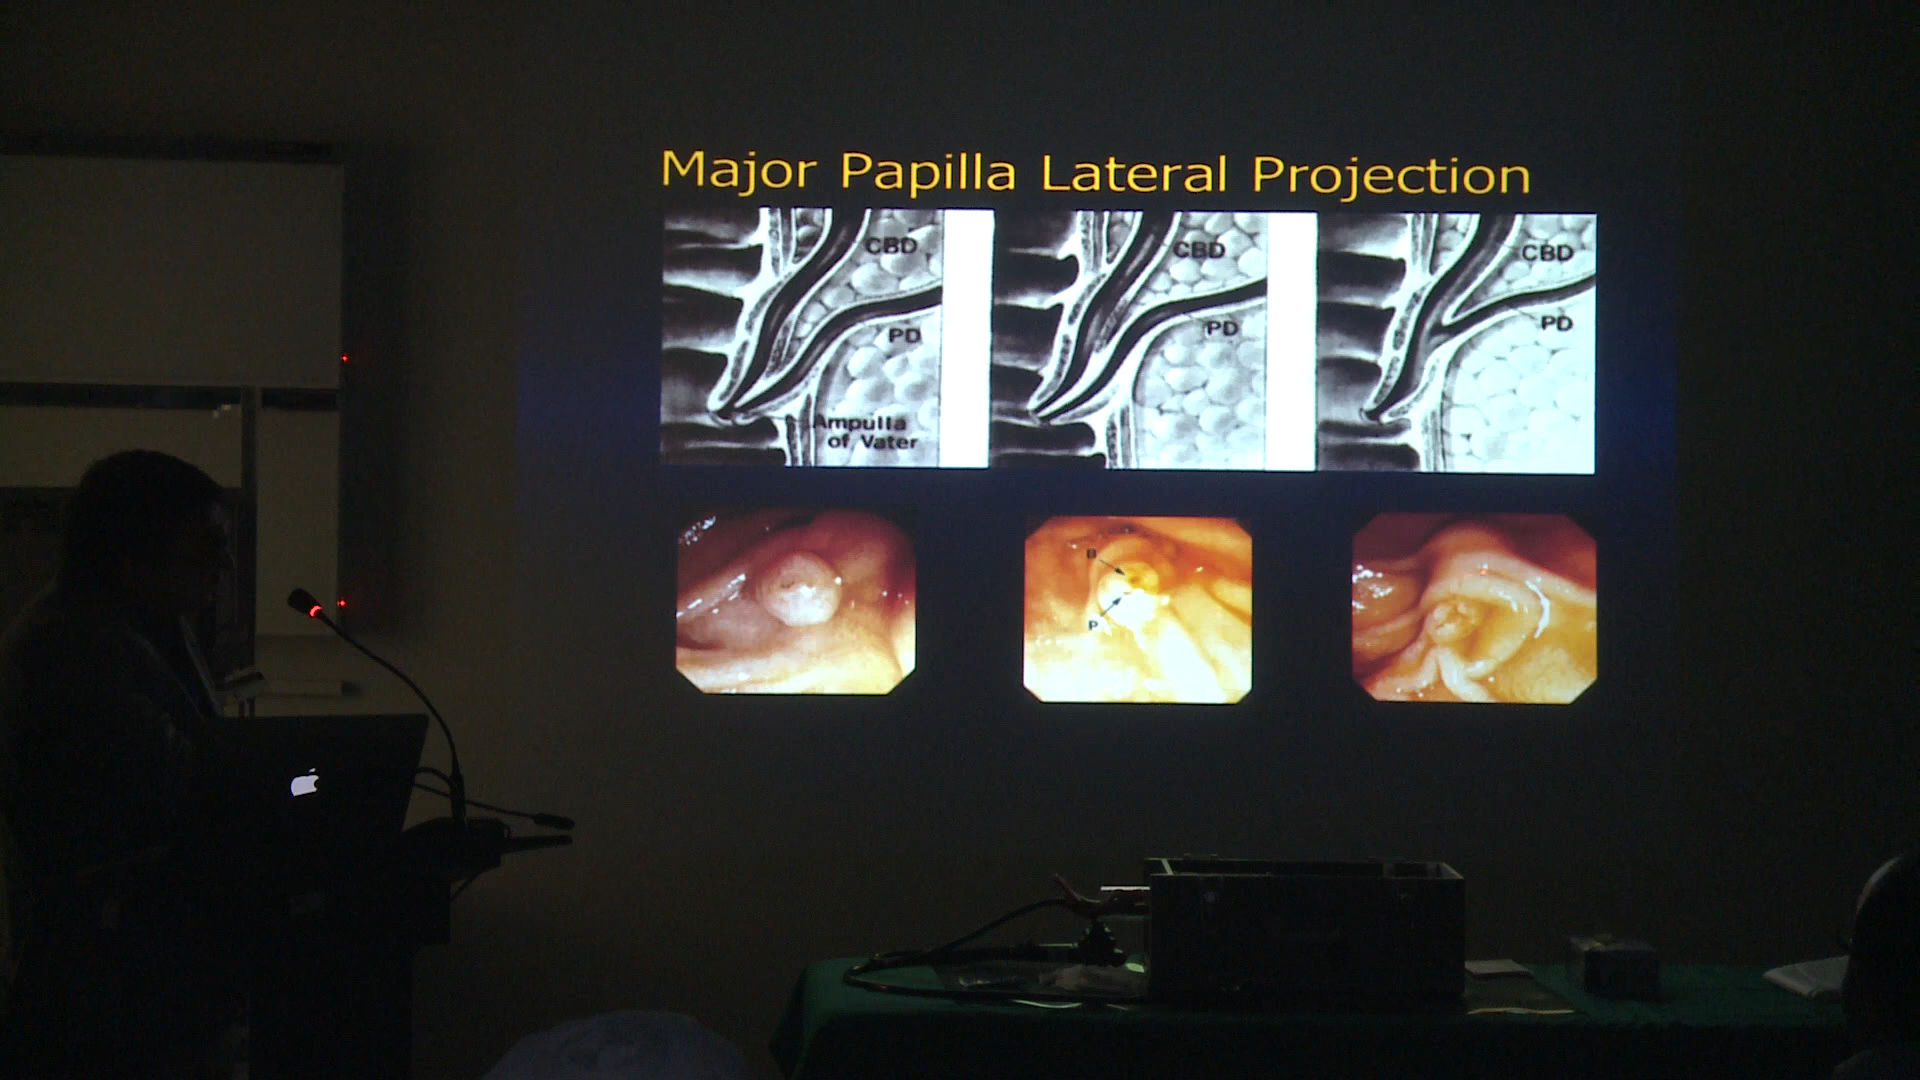 Major Papilla Lateral Projection
CBD
PD
Ampulla
of Vater
CBD
PD
CBD
PD
B
P